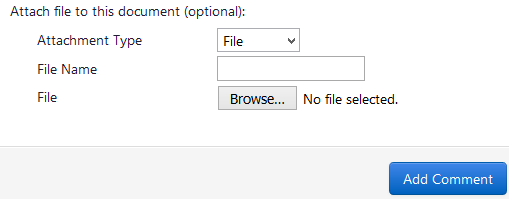 Attach file to this document (optional):
Attachment Type File
File Name
File Browse... No file selected.
Add Comment